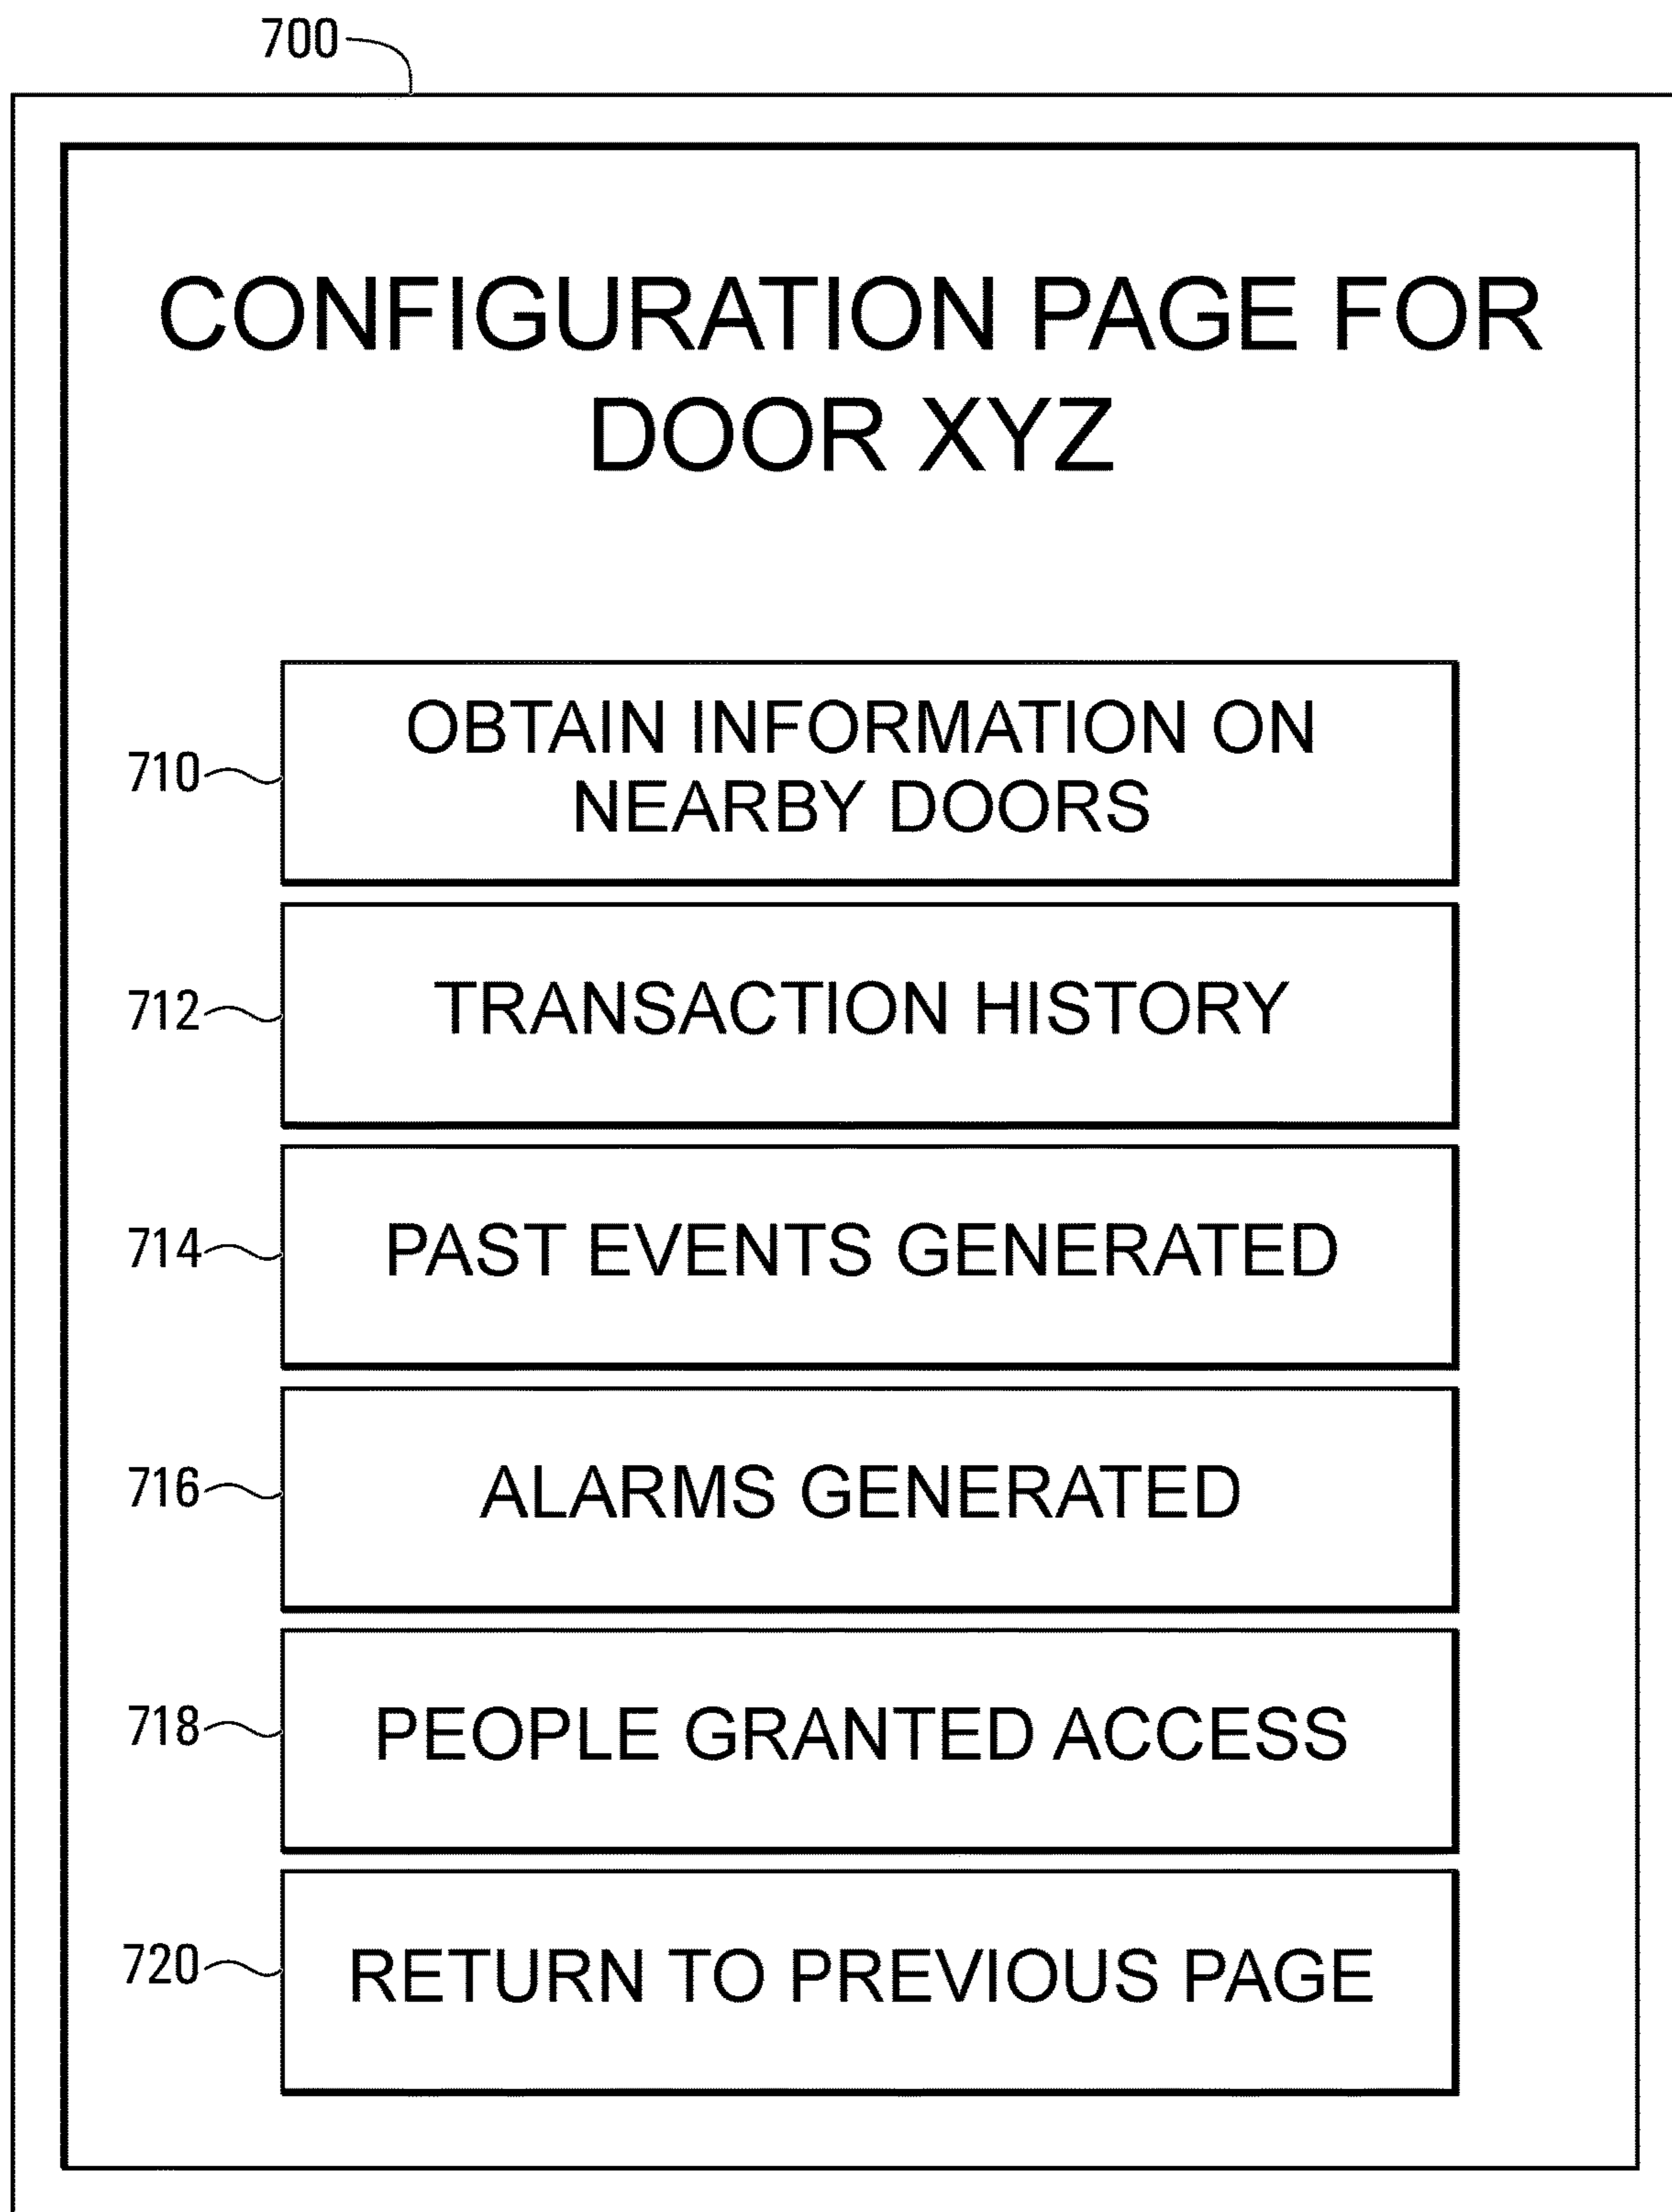 700
CONFIGURATION PAGE FOR
DOOR XYZ
710
OBTAIN INFORMATION ON
NEARBY DOORS
712
TRANSACTION HISTORY
714
PAST EVENTS GENERATED
716
ALARMS GENERATED
718
PEOPLE GRANTED ACCESS
720
RETURN TO PREVIOUS PAGE